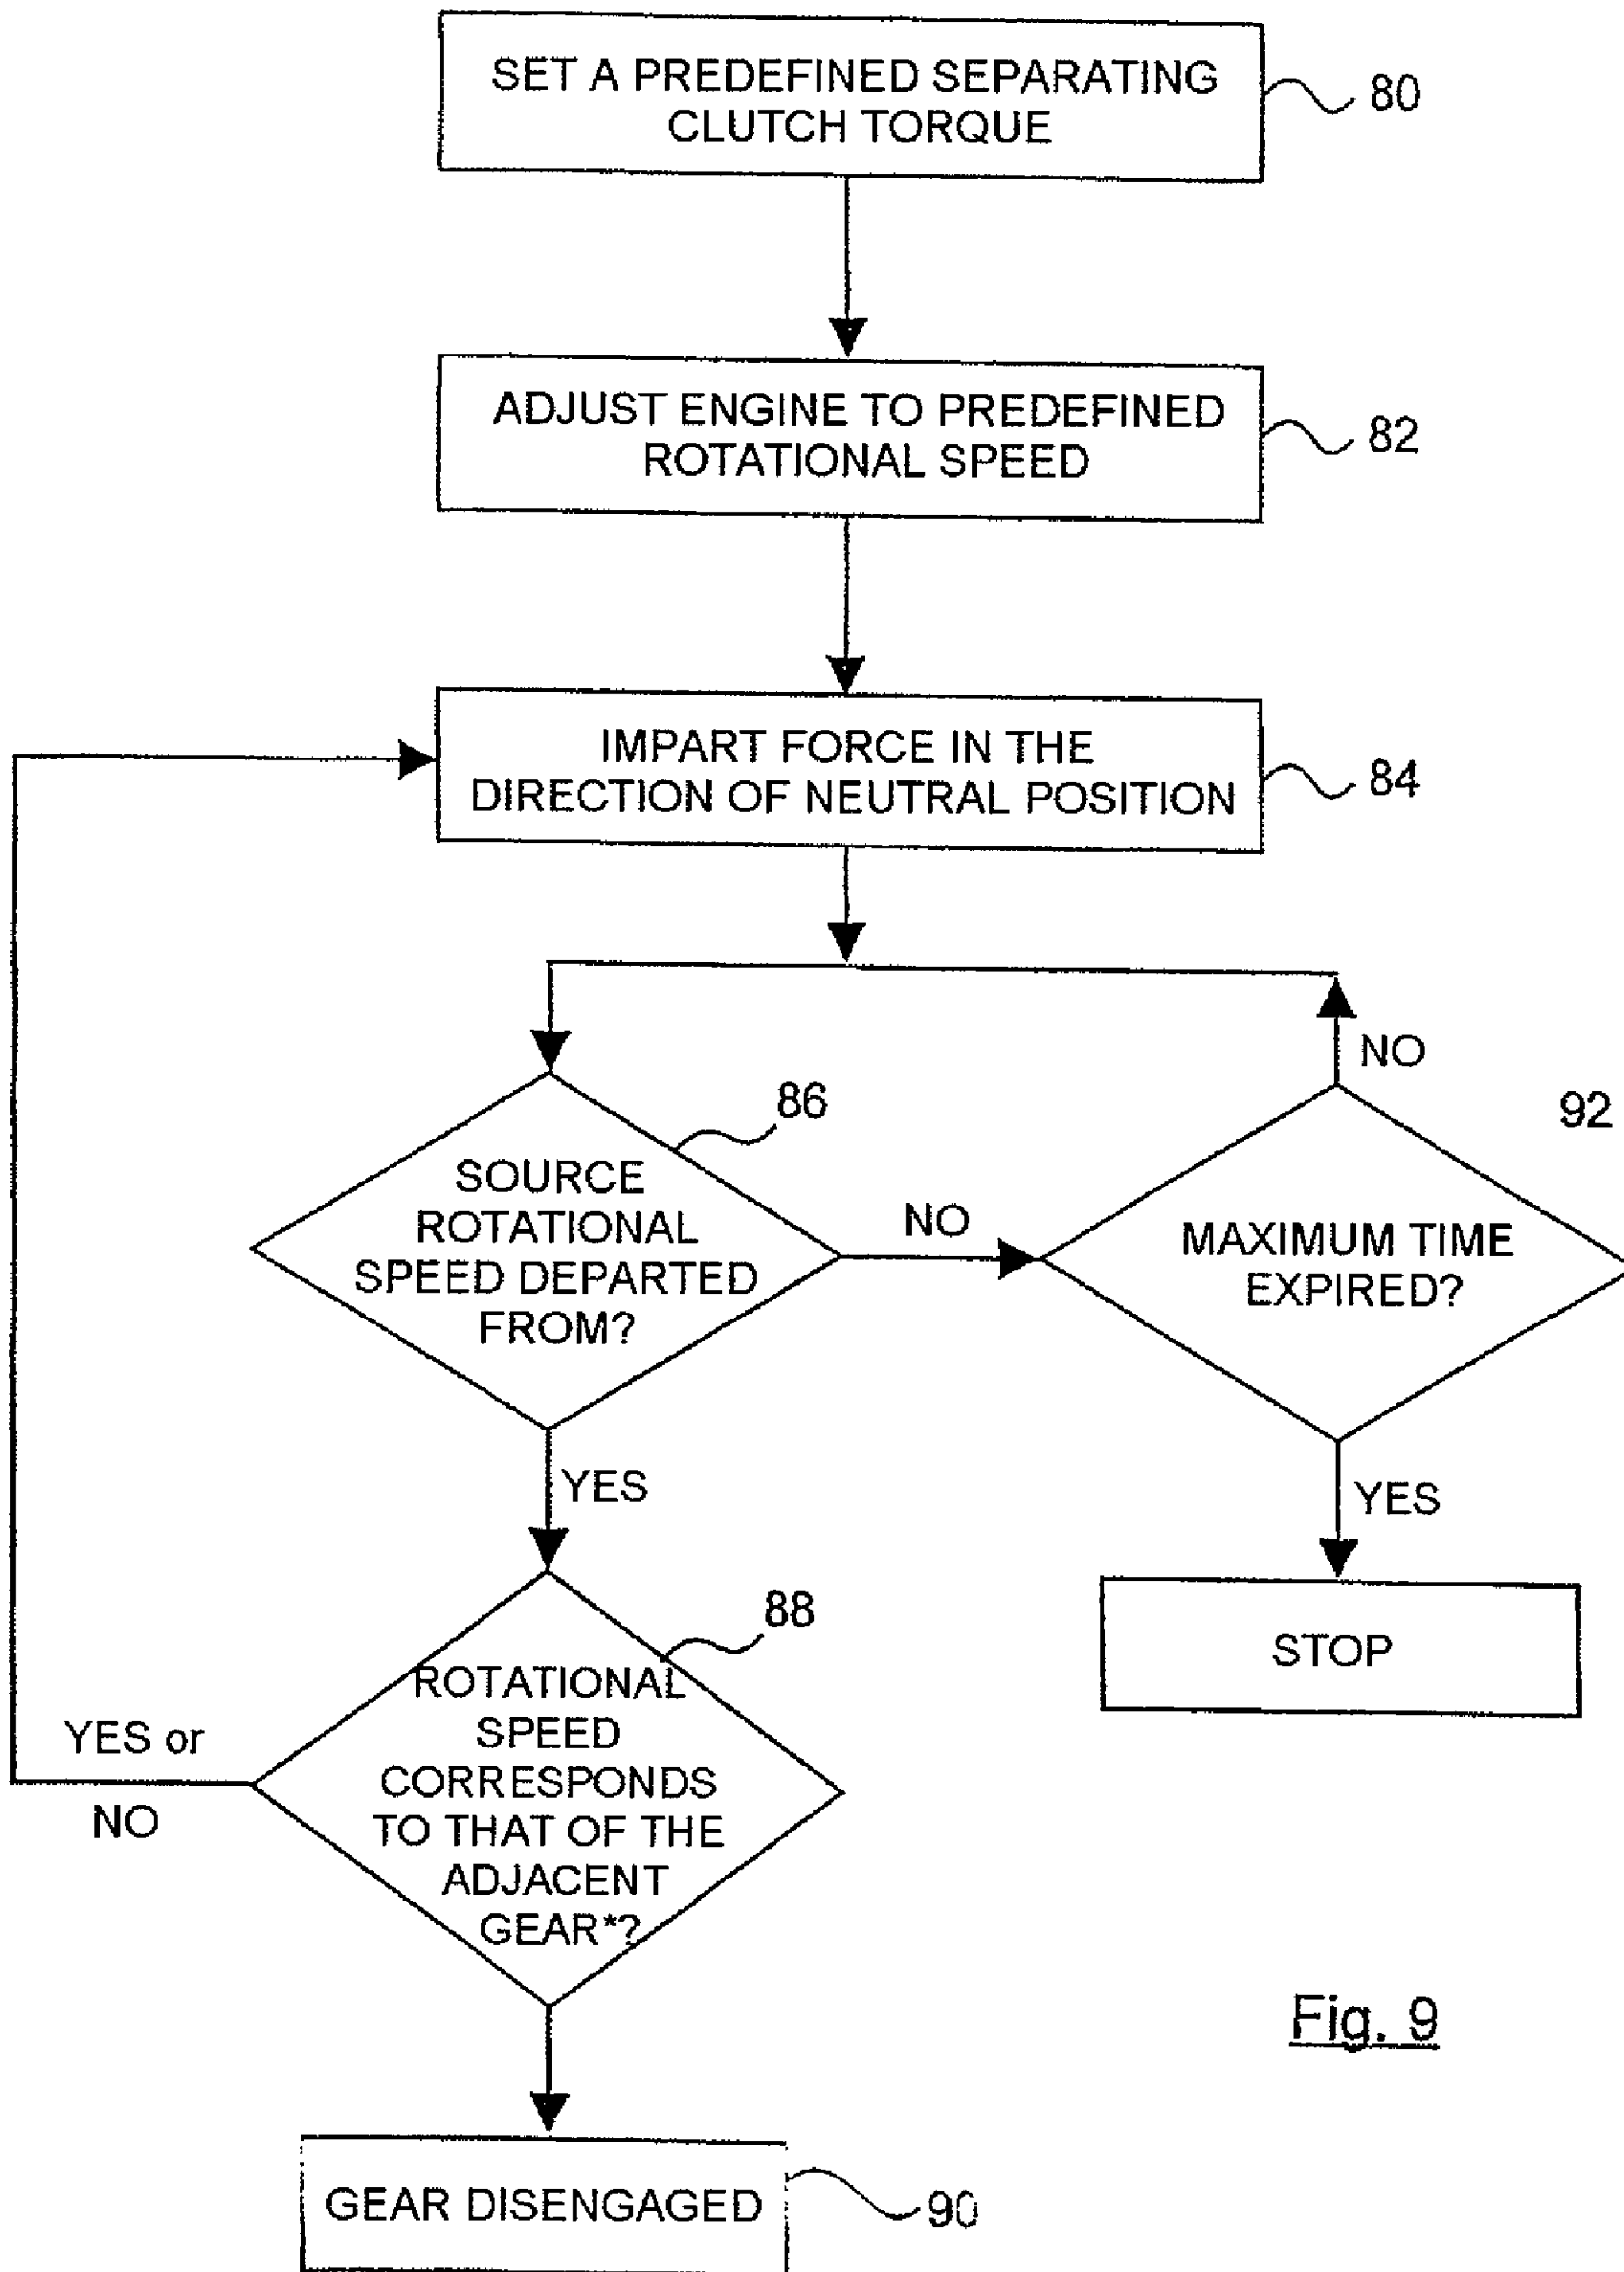 SET A PREDEFINED SEPARATING
CLUTCH TORQUE
80
ADJUST ENGINE TO PREDEFINED
ROTATIONAL SPEED
82
IMPART FORCE IN THE
DIRECTION OF NEUTRAL POSITION
84
NO
86
92
SOURCE
ROTATIONAL
SPEED DEPARTED
FROM?
NO
MAXIMUM TIME
EXPIRED?
YES
YES
88
STOP
ROTATIONAL
SPEED
CORRESPONDS
TO THAT OF THE
ADJACENT
GEAR*?
YES or
NO
Fig. 9
GEAR DISENGAGED
90